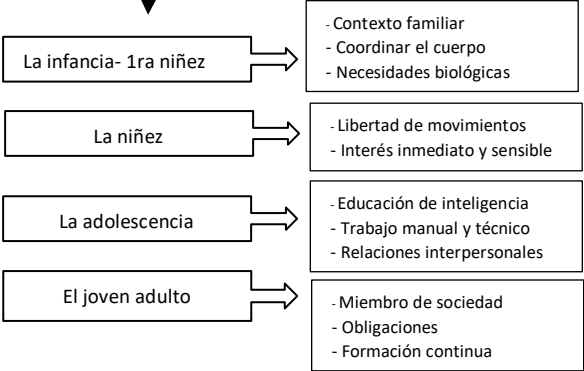 La infancia- 1ra niñez
- Contexto familiar
- Coordinar el cuerpo
- Necesidades biológicas
La niñez
- Libertad de movimientos
- Interés inmediato y sensible
La adolescencia
- Educación de inteligencia
- Trabajo manual y técnico
- Relaciones interpersonales
El joven adulto
- Miembro de sociedad
- Obligaciones
- Formación continua